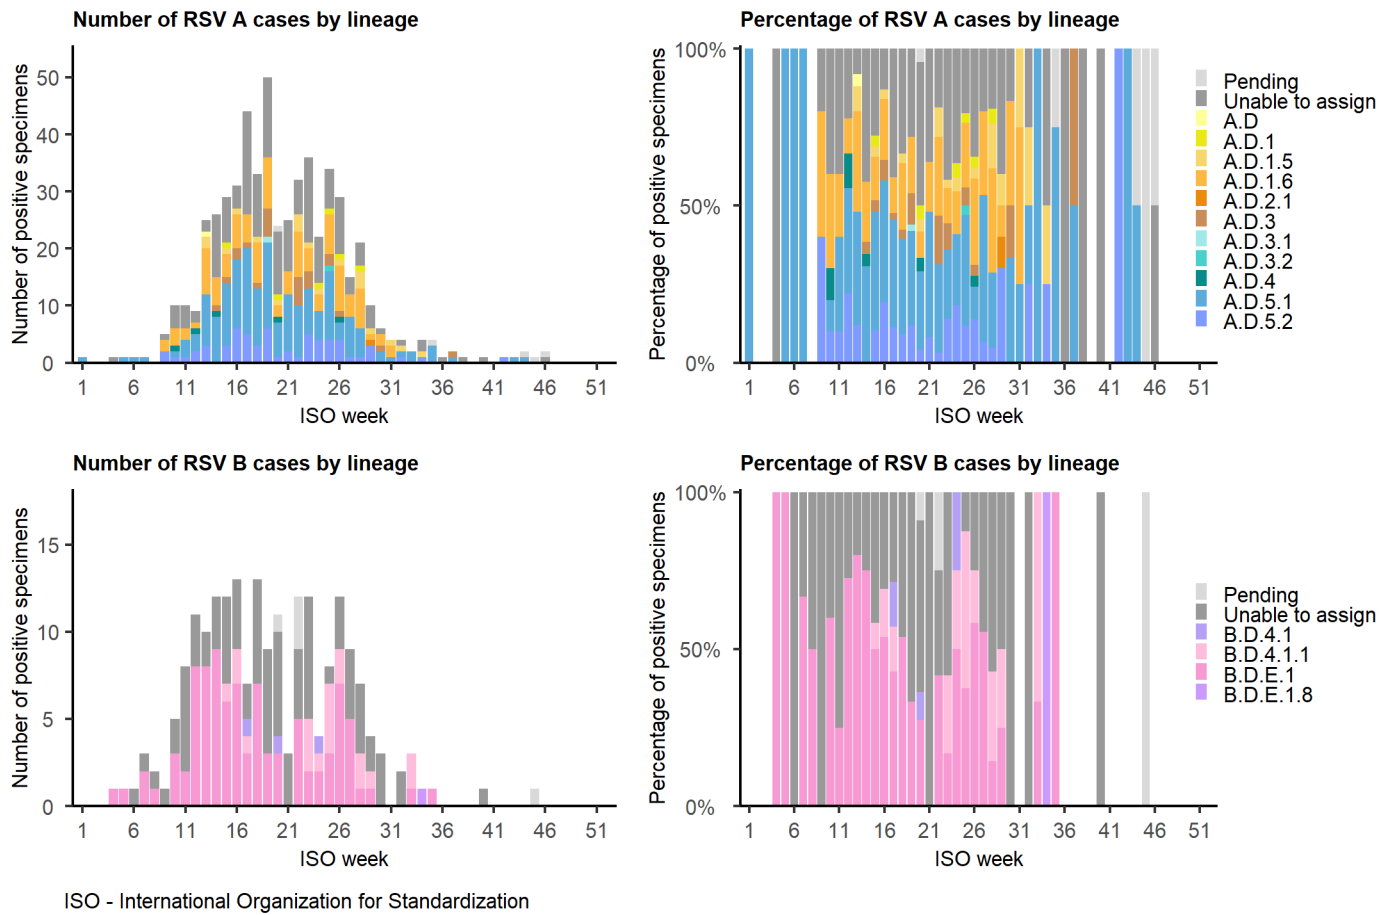 Number of RSV A cases by lineage
Number of positive specimens
50
40
30
20
10
0
1 6 11 16 21 26 31 36 41 46 51
ISO week
Percentage of RSV A cases by lineage
Percentage of positive specimens
100%
50%
0%
1 6 11 16 21 26 31 36 41 46 51
ISO week
Pending
Unable to assign
A.D
A.D.1
A.D.1.5
A.D.1.6
A.D.2.1
A.D.3
A.D.3.1
A.D.3.2
A.D.4
A.D.5.1
A.D.5.2
Number of RSV B cases by lineage
Number of positive specimens
15
10
5
0
1 6 11 16 21 26 31 36 41 46 51
ISO week
Percentage of RSV B cases by lineage
Percentage of positive specimens
100%
50%
0%
1 6 11 16 21 26 31 36 41 46 51
ISO week
Pending
Unable to assign
B.D.4.1
B.D.4.1.1
B.D.E.1
B.D.E.1.8
ISO - International Organization for Standardization